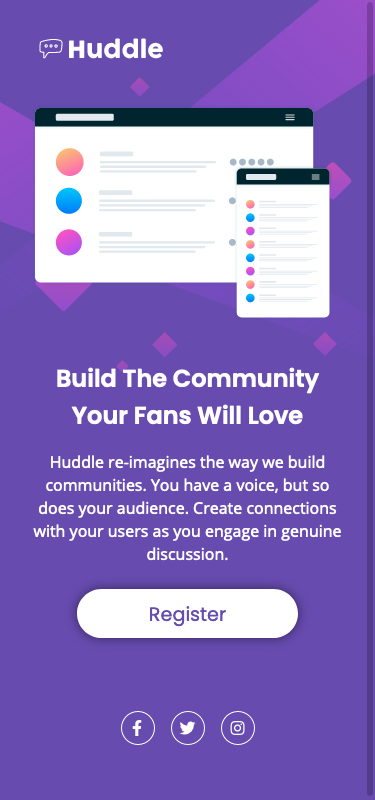 Huddle
Build The Community
Your Fans Will Love
Huddle re-imagines the way we build
communities. You have a voice, but so
does your audience. Create connections
with your users as you engage in genuine
discussion.
Register